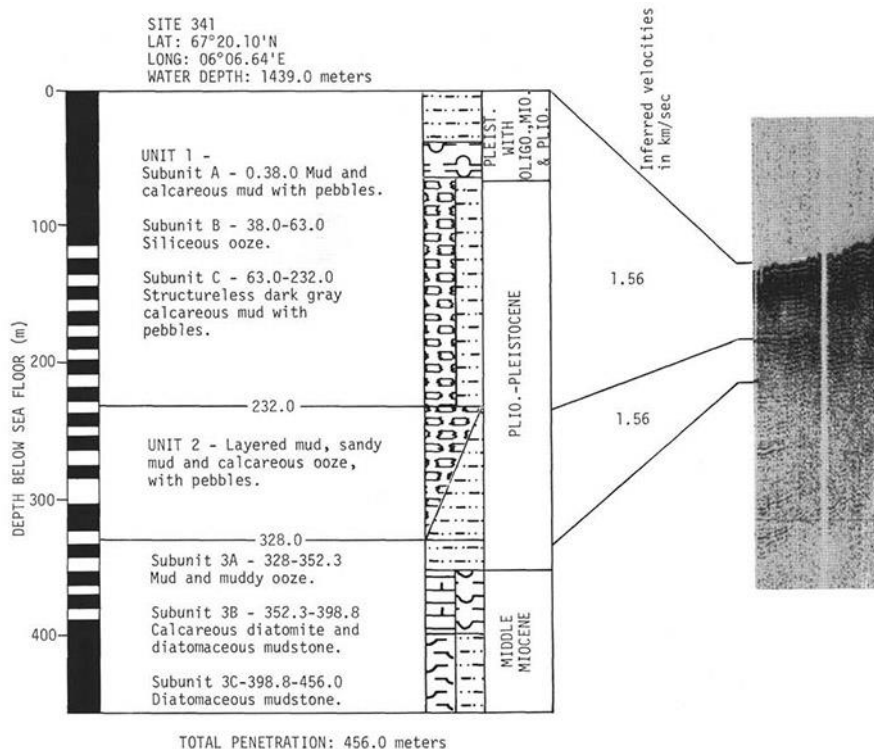 SITE 341
LAT: 67°20.10'N
LONG: 06°06.64'E
WATER DEPTH: 1439.0 meters
0
100
200
300
400
DEPTH BELOW SEA FLOOR (m)
UNIT 1 -
Subunit A - 0.38.0 Mud and
calcareous mud with pebbles.
Subunit B - 38.0-63.0
Siliceous ooze.
Subunit C - 63.0-232.0
Structureless dark gray
calcareous mud with
pebbles.
232.0
UNIT 2 - Layered mud, sandy
mud and calcareous ooze,
with pebbles.
328.0
Subunit 3A - 328-352.3
Mud and muddy ooze.
Subunit 3B - 352.3-398.8
Calcareous diatomite and
diatomaceous mudstone.
Subunit 3C-398.8-456.0
Diatomaceous mudstone.
PLEIST.
WITH
OLIGO.,MIO.
& PLIO.
PLIO.-PLEISTOCENE
MIDDLE
MIOCENE
Inferred velocities
in km/sec
1.56
1.56
TOTAL PENETRATION: 456.0 meters